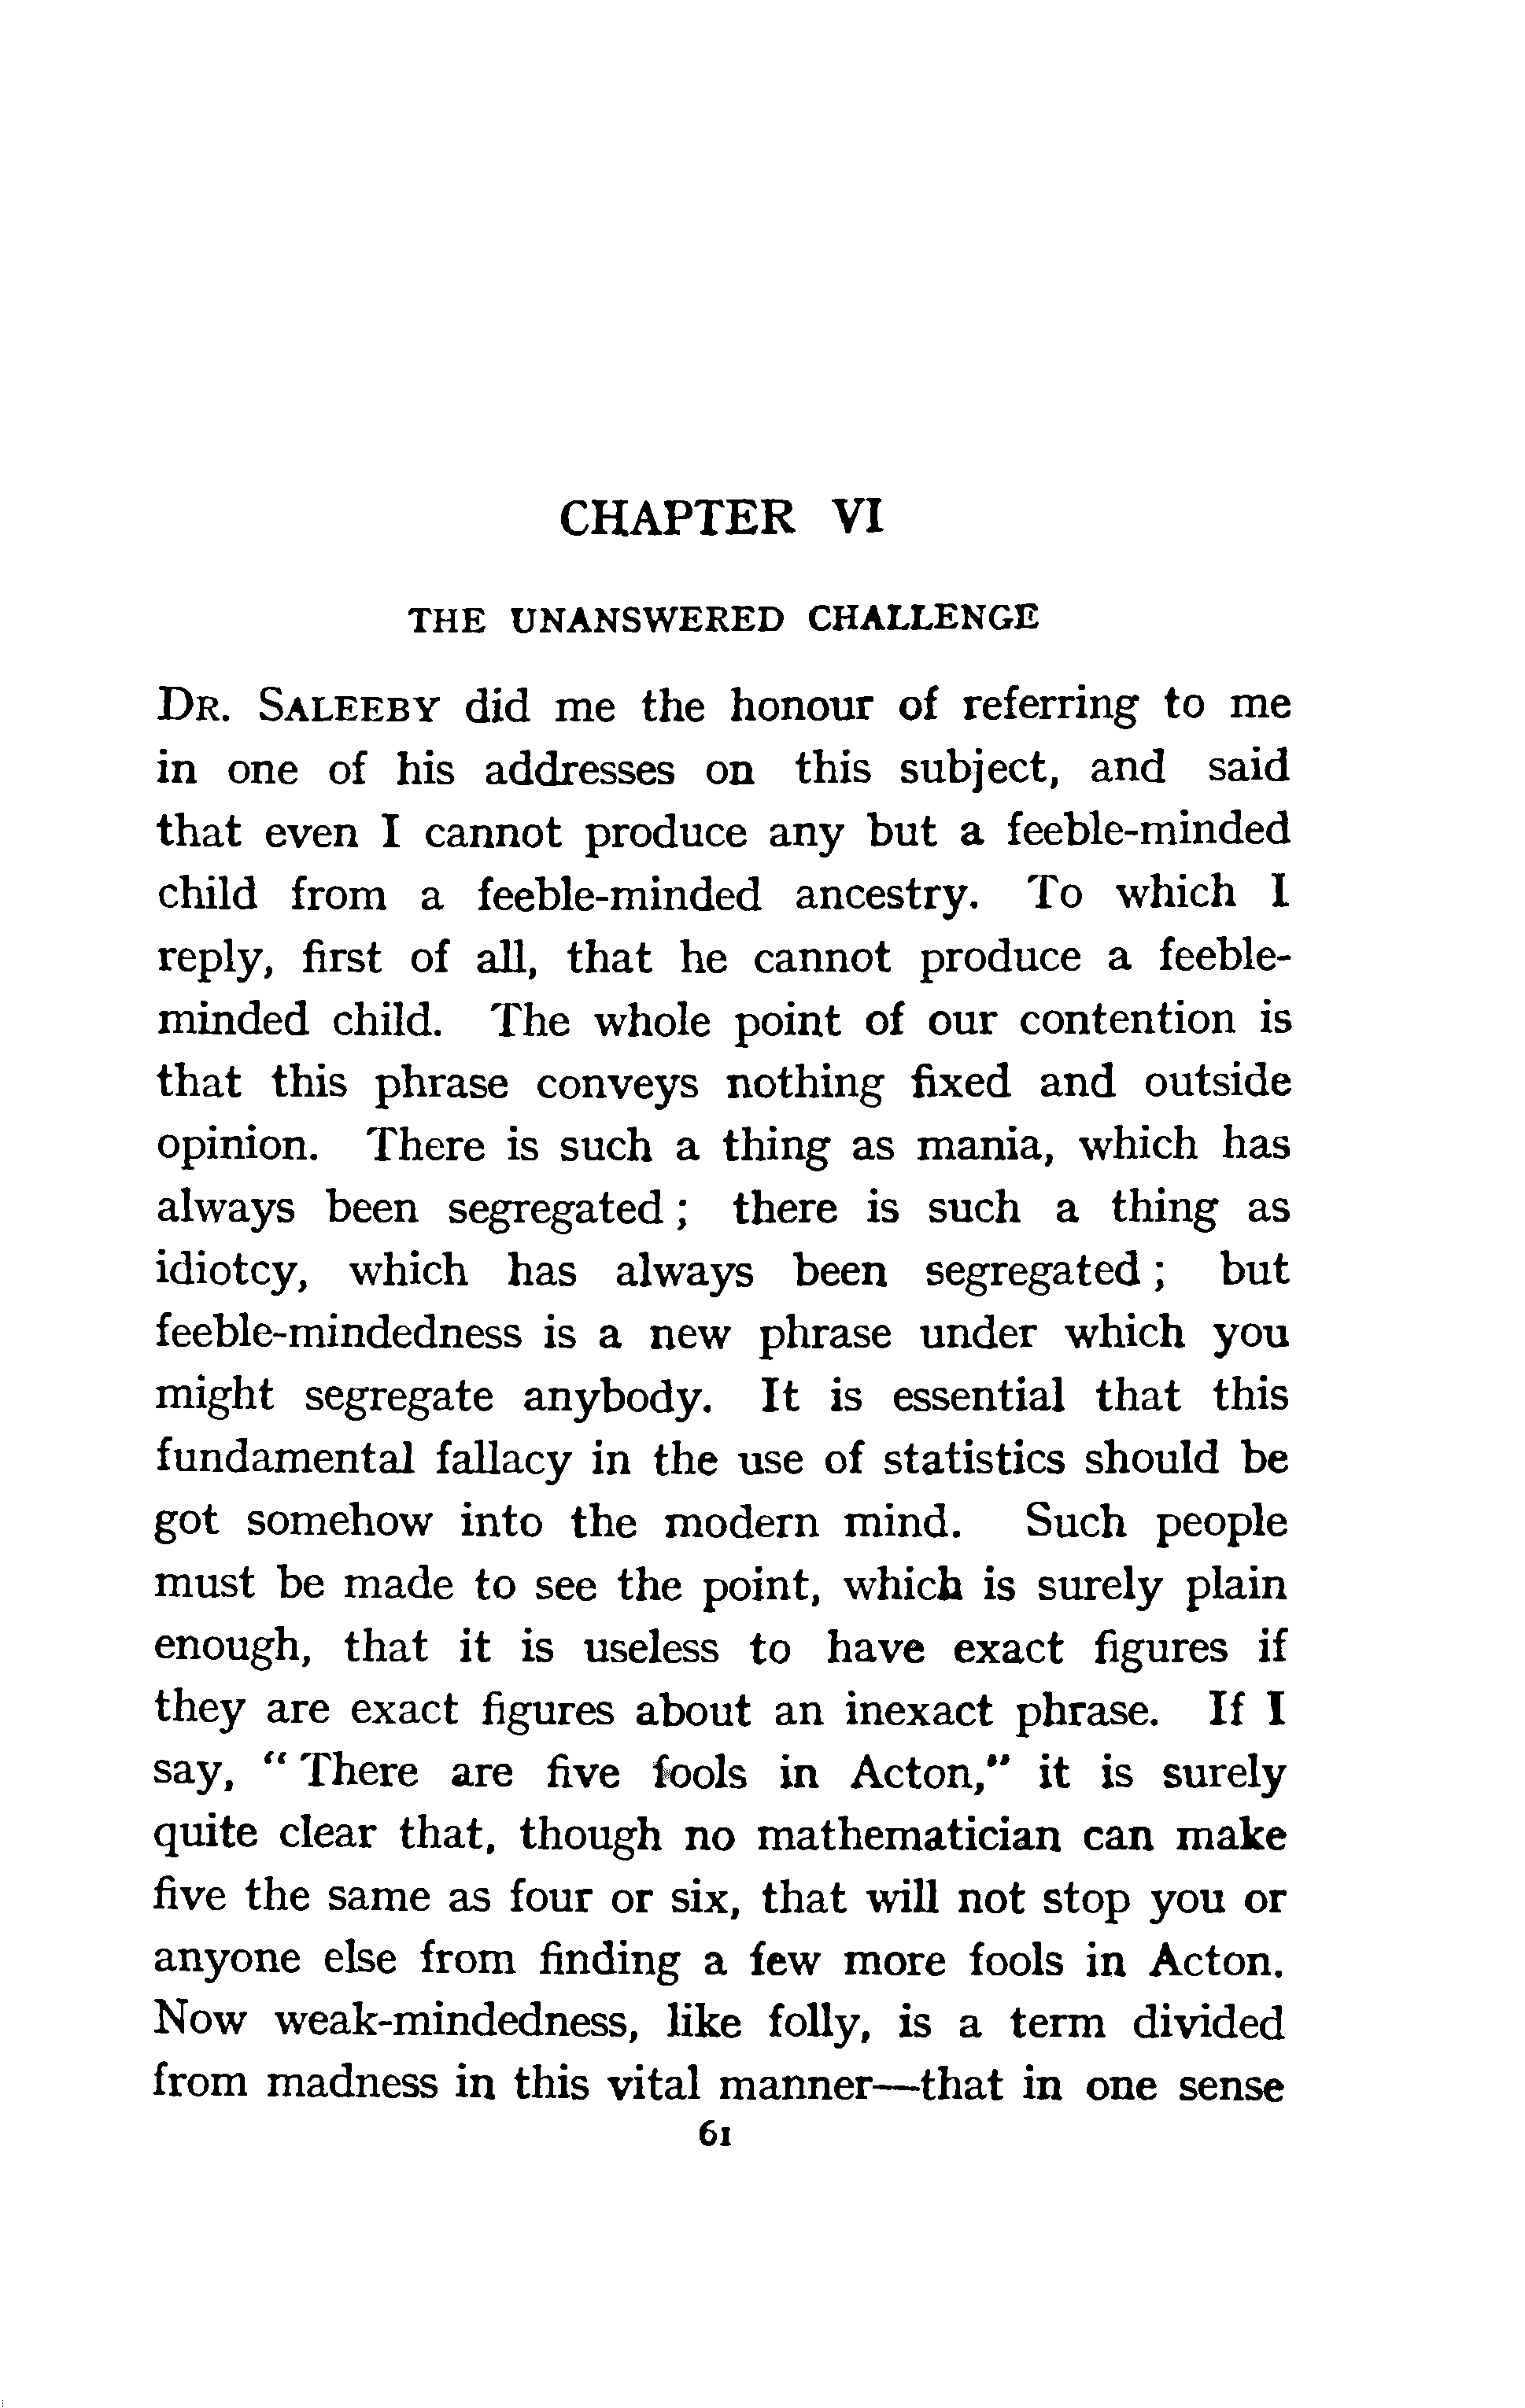 CHAPTER VI
THE UNANSWERED CHALLENGE
DR. SALEEBY did me the honour of referring to me
in one of his addresses on this subject, and said
that even I cannot produce any but a feeble-minded
child from a feeble-minded ancestry. To which I
reply, first of all, that he cannot produce a feeble-
minded child. The whole point of our contention is
that this phrase conveys nothing fixed and outside
opinion. There is such a thing as mania, which has
always been segregated ; there is such a thing as
idiotcy, which has always been segregated ; but
feeble-mindedness is a new phrase under which you
might segregate anybody. It is essential that this
fundamental fallacy in the use of statistics should be
got somehow into the modern mind. Such people
must be made to see the point, which is surely plain
enough, that it is useless to have exact figures if
they are exact figures about an inexact phrase. If I
say, “ There are five fools in Acton,” it is surely
quite clear that, though no mathematician can make
five the same as four or six, that will not stop you or
anyone else from finding a few more fools in Acton.
Now weak-mindedness, like folly, is a term divided
from madness in this vital manner—that in one sense
61